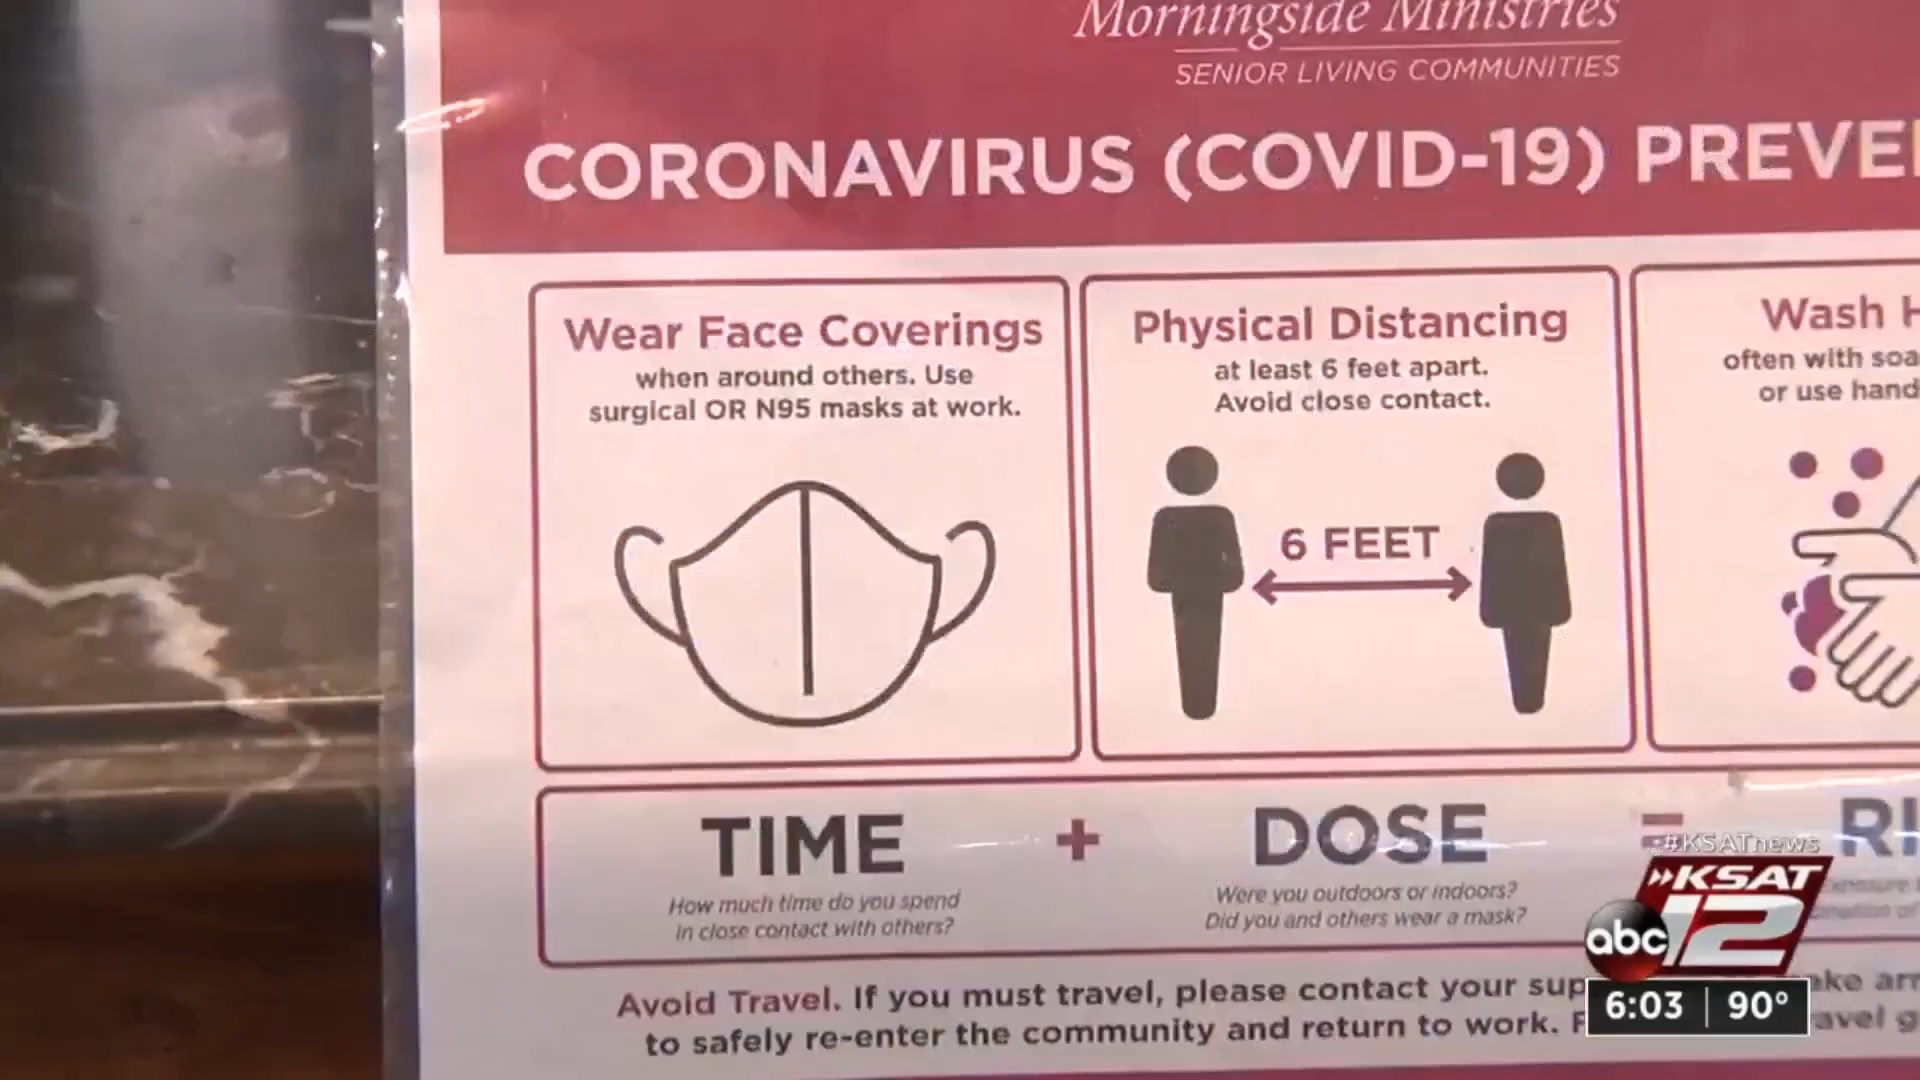 Morningside Ministries
SENIOR LIVING COMMUNITIES
CORONAVIRUS (COVID-19)
Wear Face Coverings
when around others. Use
surgical OR N95 masks at work.
Physical Distancing
at least 6 feet apart.
Avoid close contact.
6 FEET
Wash
often with
or use hand
TIME + DOSE =
How much time do you spend
in close contact with others?
Were you outdoors or indoors?
Did you and others wear a mask?
Avoid Travel. If you must travel, please contact your
to safely re-enter the community and return to work.
#KSATnews
KSAT
12
abc
6:03 90°